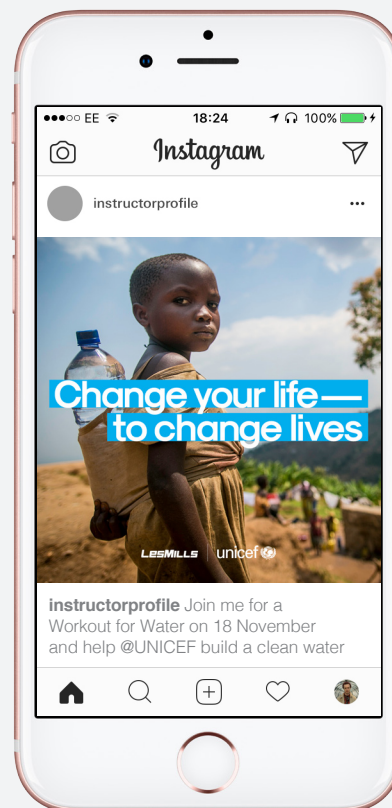 EE 18:24 100%
Instagram
instructorprofile
Change your life—
to change lives
LesMills unicef
instructorprofile Join me for a
Workout for Water on 18 November
and help @UNICEF build a clean water